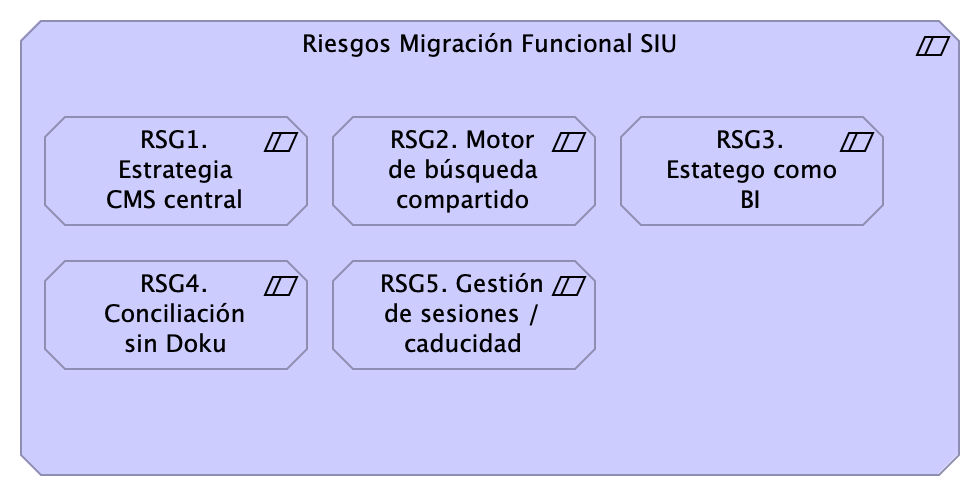 Riesgos Migración Funcional SIU
RSG1.
Estrategia
CMS central
RSG2. Motor
de búsqueda
compartido
RSG3.
Estatego como
BI
RSG4.
Conciliación
sin Doku
RSG5. Gestión
de sesiones /
caducidad